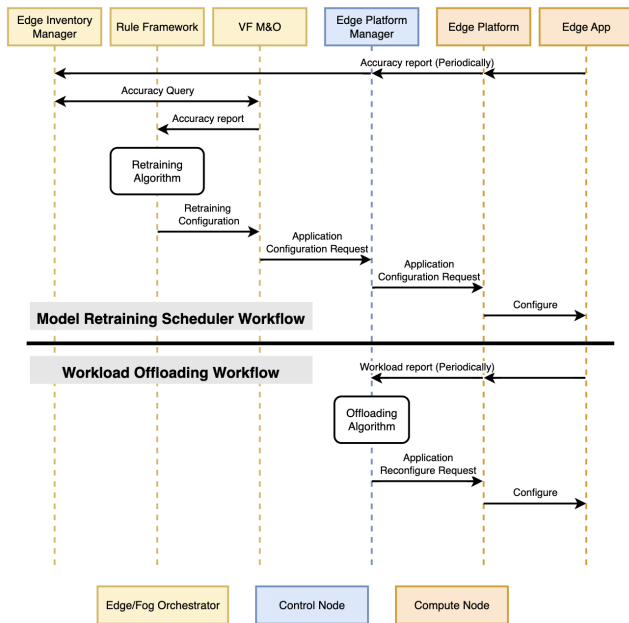 Edge Inventory
Manager
Rule Framework
VF M&O
Edge Platform
Manager
Edge Platform
Edge App
Accuracy report (Periodically)
Accuracy Query
Accuracy report
Retraining
Algorithm
Retraining
Configuration
Application
Configuration Request
Application
Configuration Request
Configure
Model Retraining Scheduler Workflow
Workload Offloading Workflow
Workload report (Periodically)
Offloading
Algorithm
Application
Reconfigure Request
Configure
Edge/Fog Orchestrator
Control Node
Compute Node